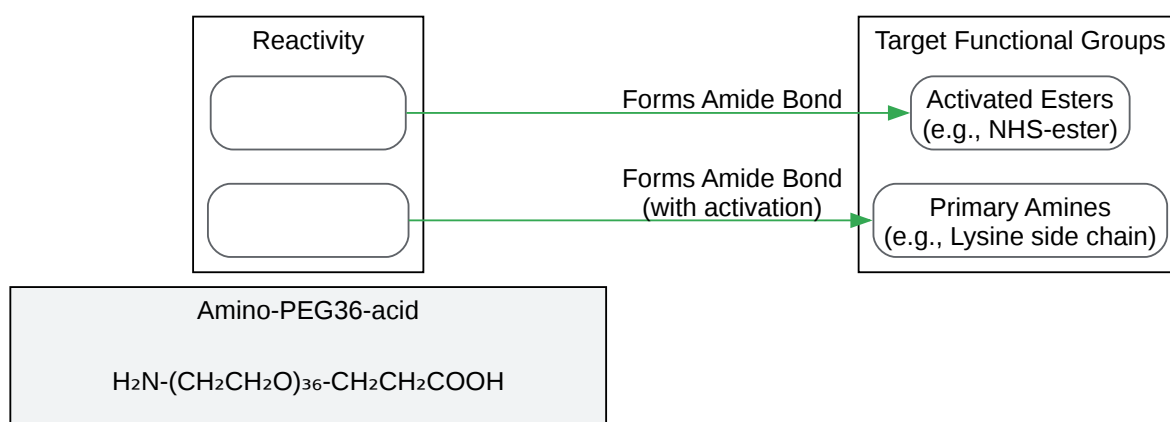 Reactivity
Target Functional Groups
Forms Amide Bond
Activated Esters
(e.g., NHS-ester)
Forms Amide Bond
(with activation)
Primary Amines
(e.g., Lysine side chain)
Amino-PEG36-acid
H₂N-(CH₂CH₂O)₃₆-CH₂CH₂COOH